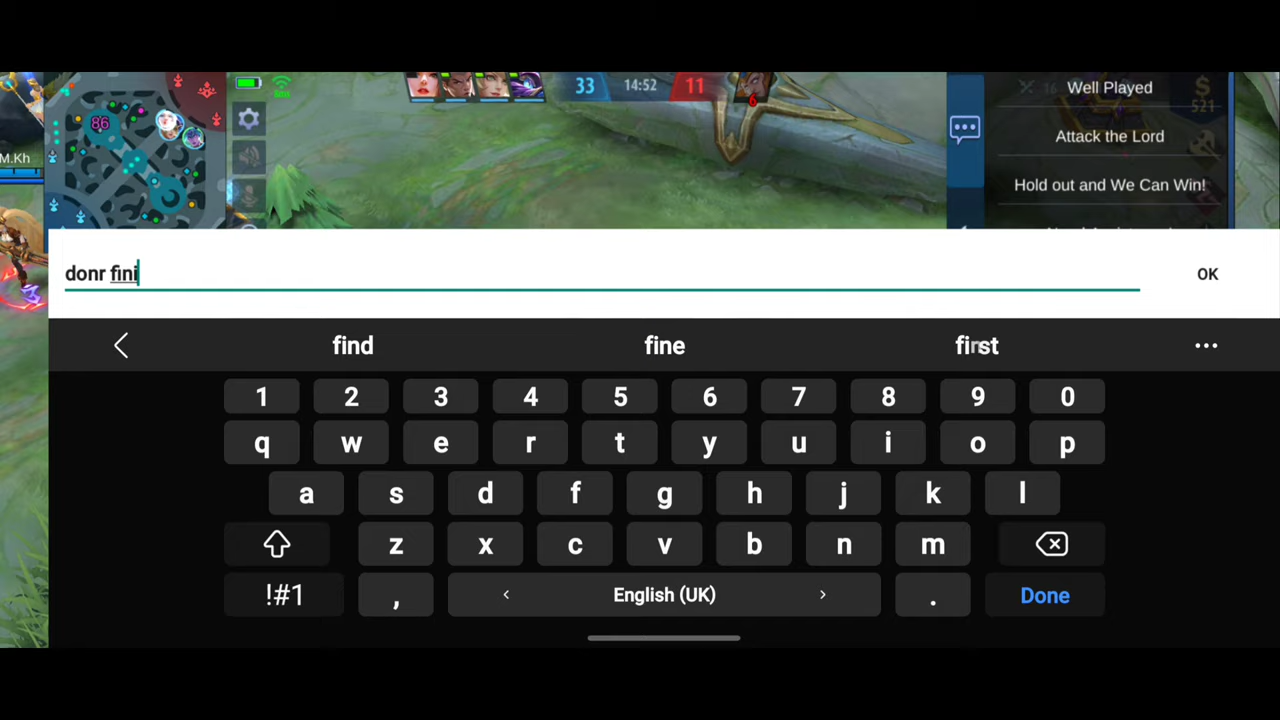 33 14:52 11
8ms
86
M.Kh
16
521
Well Played
Attack the Lord
Hold out and We Can Win!
donr fini
OK
find fine first
1 2 3 4 5 6 7 8 9 0
q w e r t y u i o p
a s d f g h j k l
z x c v b n m
!#1 , English (UK) . Done